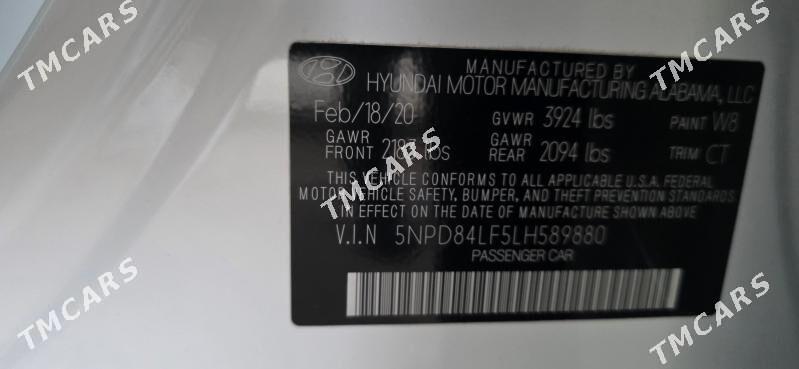 TMCARS
TMCARS
MANUFACTURED BY
HYUNDAI MOTOR MANUFACTURING ALABAMA, LLC
Feb/18/20 GVWR 3924 lbs PAINT W8
GAWR FRONT lbs GAWR REAR 2094 lbs TRIM CT
THIS VEHICLE CONFORMS TO ALL APPLICABLE U.S.A. FEDERAL
MOTOR VEHICLE SAFETY, BUMPER, AND THEFT PREVENTION STANDARDS
IN EFFECT ON THE DATE OF MANUFACTURE SHOWN ABOVE
TMCARS
V.I.N 5NPD84LF5LH589880
PASSENGER CAR
TMCARS
TMCARS